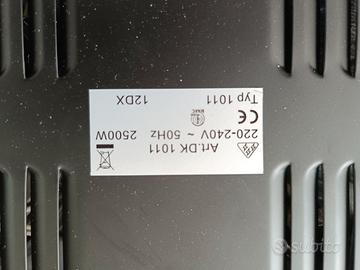 Art.DK 1011
220-240V ~ 50Hz 2500W
Typ 1011
12DX
CE
subito